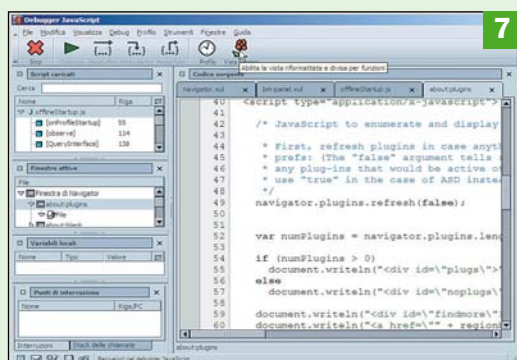 7
Debugger JavaScript
File Modifica Visualizza Debug Profilo Strumenti Finestre Guida
Stop
Profilo
Abilita la vista riformattata e divisa per funzioni
Script caricati
Codice sorgente
Cerca
navigator.xul
offlineStartup.js
about:plugins
Nome Riga
offlineStartup.js
[onProfileStartup] 55
[observe] 114
[QueryInterface] 138
Finestre attive
File
Finestra di Navigator
about:plugins
File
about:blank
Variabili locali
Nome Tipo Valore
Punti di interruzione
Nome Riga/PC
Interruzioni Stack delle chiamate
40 <script type="application/x-javascript">
41
42 /* JavaScript to enumerate and display
43
44 * First, refresh plugins in case anyth
45 * prefs: (The "false" argument tells
46 * any plug-ins that would be active o
47 * use "true" in the case of ASD instea
48 */
49 navigator.plugins.refresh(false);
50
51
52 var numPlugins = navigator.plugins.leng
53
54 if (numPlugins > 0)
55 document.writeln("<div id=\"plugs\">
56 else
57 document.writeln("<div id=\"noplugs\
58
59 document.writeln("<div id=\"findmore\"
60 document.writeln("<a href=\"" + region
about:plugins